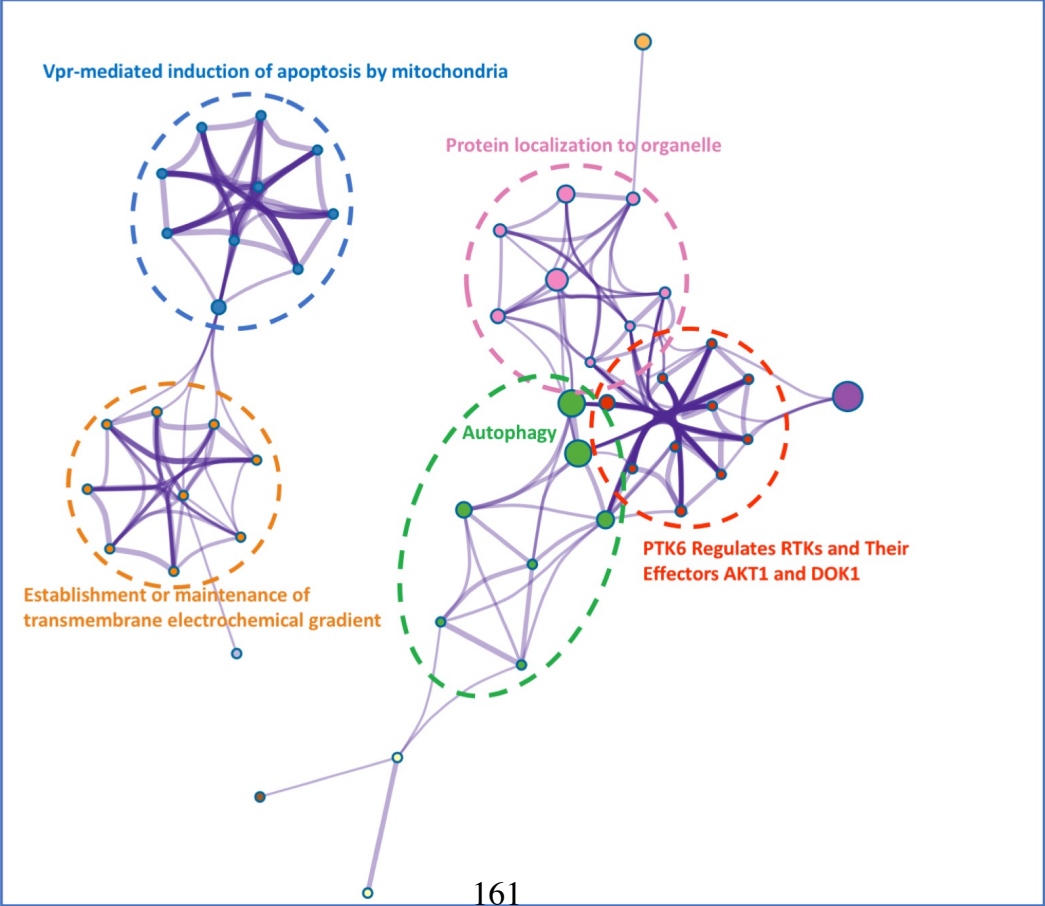 Vpr-mediated induction of apoptosis by mitochondria
Protein localization to organelle
Autophagy
PTK6 Regulates RTKs and Their
Effectors AKT1 and DOK1
Establishment or maintenance of
transmembrane electrochemical gradient
161